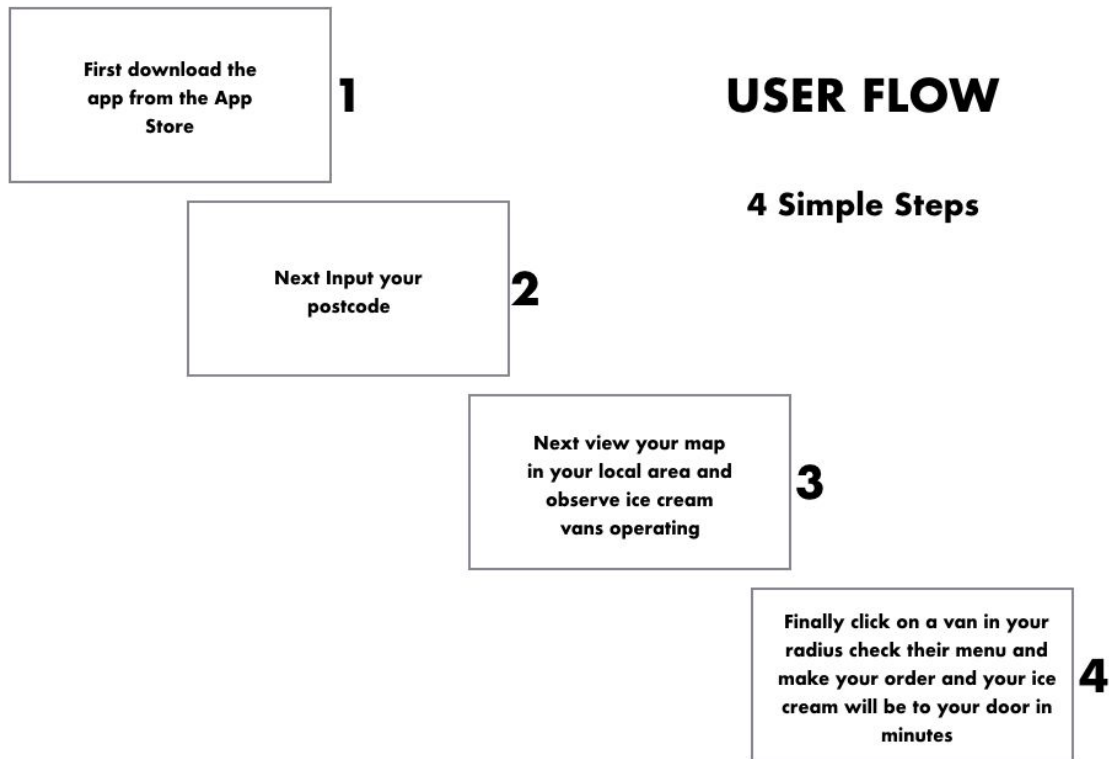 First download the
app from the App
Store
1
USER FLOW
4 Simple Steps
Next Input your
postcode
2
Next view your map
in your local area and
observe ice cream
vans operating
3
Finally click on a van in your
radius check their menu and
make your order and your ice
cream will be to your door in
minutes
4